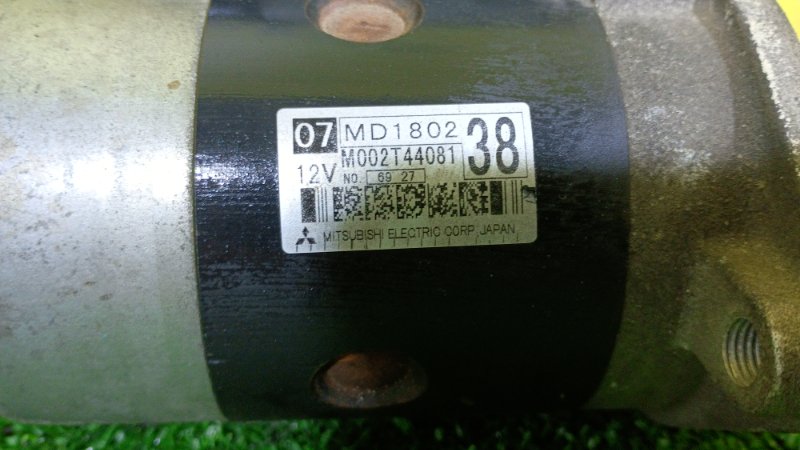 07 MD1802 38
12V M002T44081
NO. 69 27
MITSUBISHI ELECTRIC CORP. JAPAN